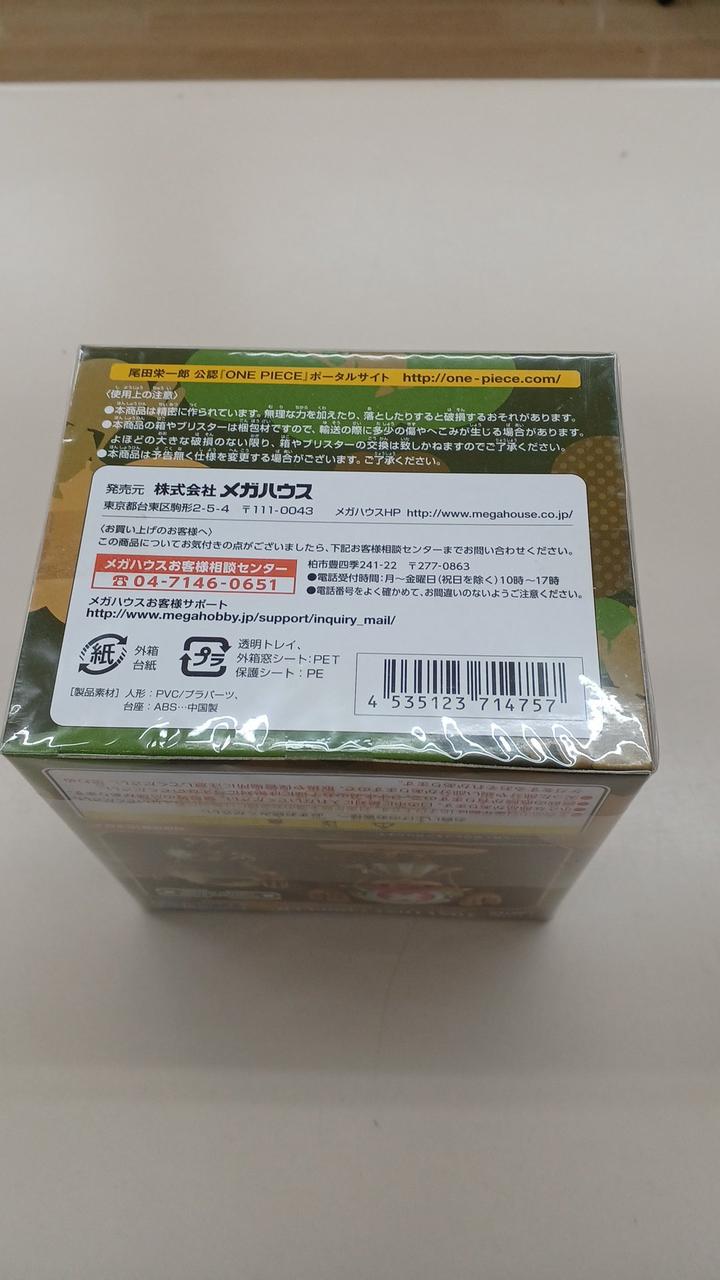 尾田栄一郎 公認『ONE PIECE』ポータルサイト http://one-piece.com/
〈使用上の注意〉
●本商品は精密に作られています。無理な力を加えたり、落としたりすると破損するおそれがあります。
●本商品の箱やブリスターは梱包材ですので、輸送の際に多少の傷やへこみが生じる場合があります。
よほどの大きな破損のない限り、箱やブリスターの交換は致しかねますのでご了承ください。
●本商品は予告無く仕様を変更する場合がございます。ご了承ください。
発売元 株式会社 メガハウス
東京都台東区駒形2-5-4 〒111-0043 メガハウスHP http://www.megahouse.co.jp/
〈お買い上げのお客様へ〉
この商品についてお気付きの点がございましたら、下記お客様相談センターまでお問い合わせください。
メガハウスお客様相談センター
☎04-7146-0651
柏市豊四季241-22 〒277-0863
●電話受付時間:月〜金曜日(祝日を除く)10時〜17時
●電話番号をよく確かめて、お間違いのないようご注意ください。
メガハウスお客様サポート
http://www.megahobby.jp/support/inquiry_mail/
紙
外箱
台紙
プラ
透明トレイ、
外箱窓シート:PET
保護シート:PE
[製品素材] 人形:PVC/プラパーツ、
台座:ABS…中国製
4 535123 714757